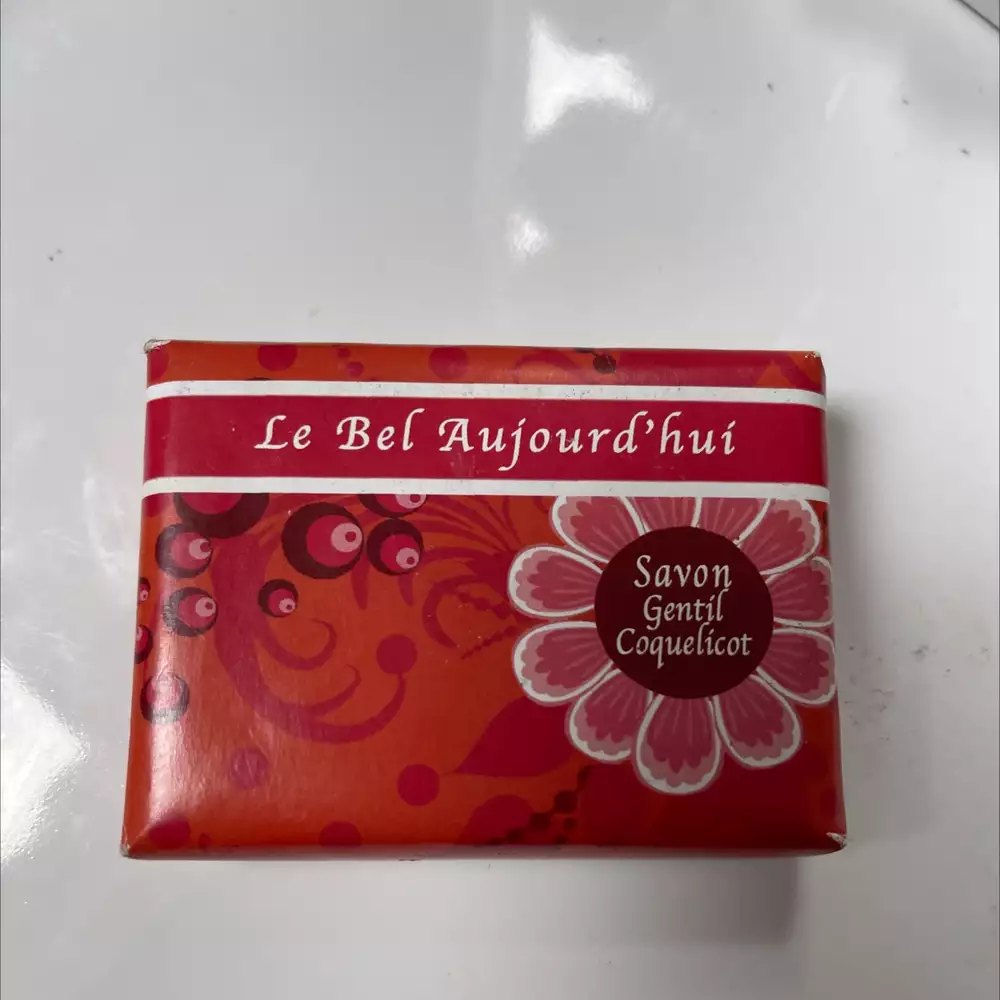 Le Bel Aujourd'hui
Savon
Gentil
Coquelicot